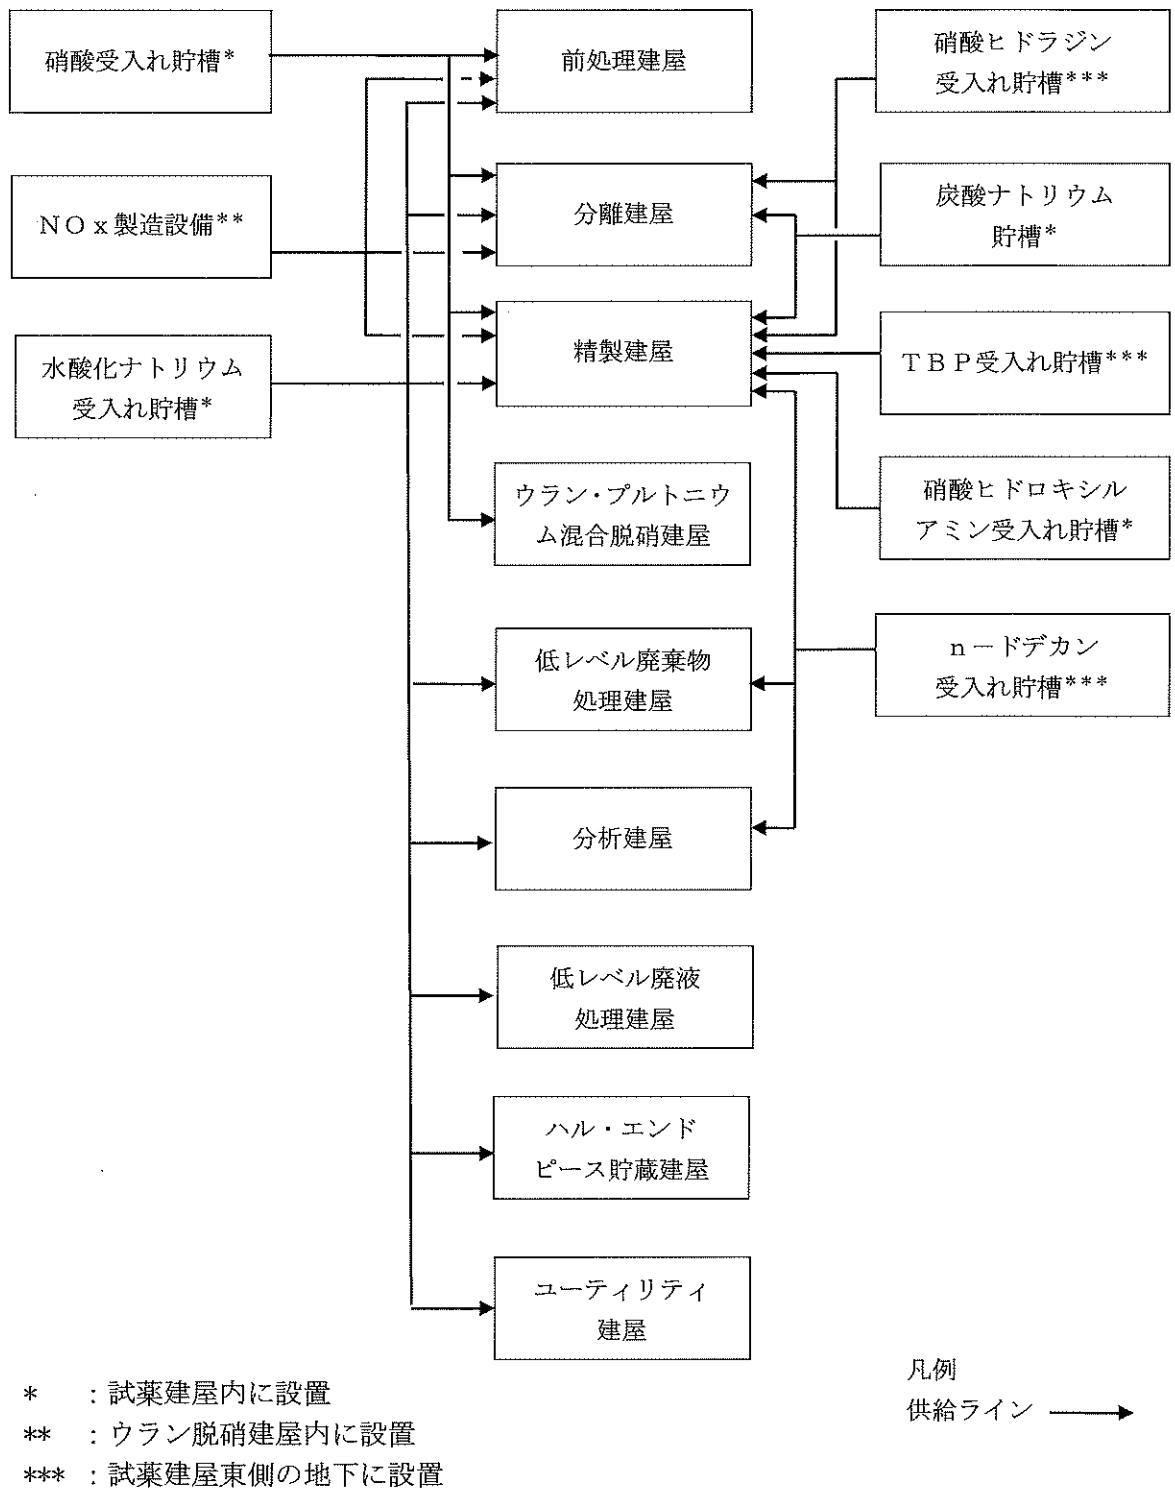 硝酸受入れ貯槽*
ＮＯｘ製造設備**
水酸化ナトリウム
受入れ貯槽*
前処理建屋
分離建屋
精製建屋
ウラン・プルトニウ
ム混合脱硝建屋
低レベル廃棄物
処理建屋
分析建屋
低レベル廃液
処理建屋
ハル・エンド
ピース貯蔵建屋
ユーティリティ
建屋
硝酸ヒドラジン
受入れ貯槽***
炭酸ナトリウム
貯槽*
ＴＢＰ受入れ貯槽***
硝酸ヒドロキシル
アミン受入れ貯槽*
ｎ－ドデカン
受入れ貯槽***
凡例
供給ライン
* ：試薬建屋内に設置
** ：ウラン脱硝建屋内に設置
*** ：試薬建屋東側の地下に設置